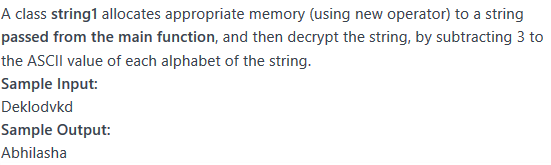 A class string1 allocates appropriate memory (using new operator) to a string
passed from the main function, and then decrypt the string, by subtracting 3 to
the ASCII value of each alphabet of the string.
Sample Input:
Deklodvkd
Sample Output:
Abhilasha